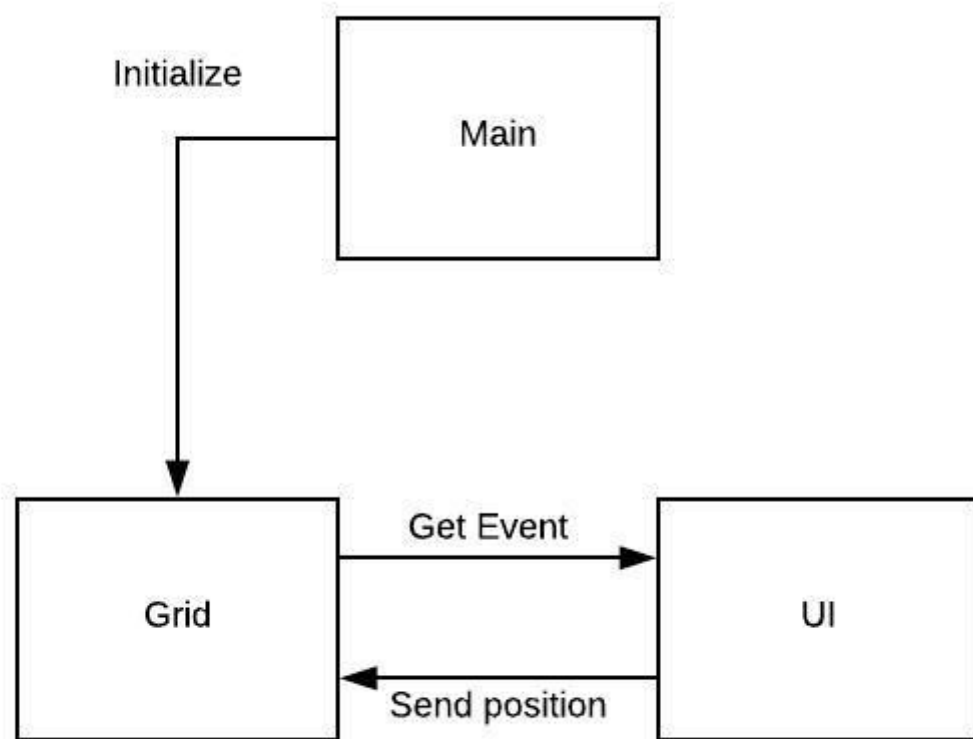 Initialize
Main
Get Event
Grid
UI
Send position